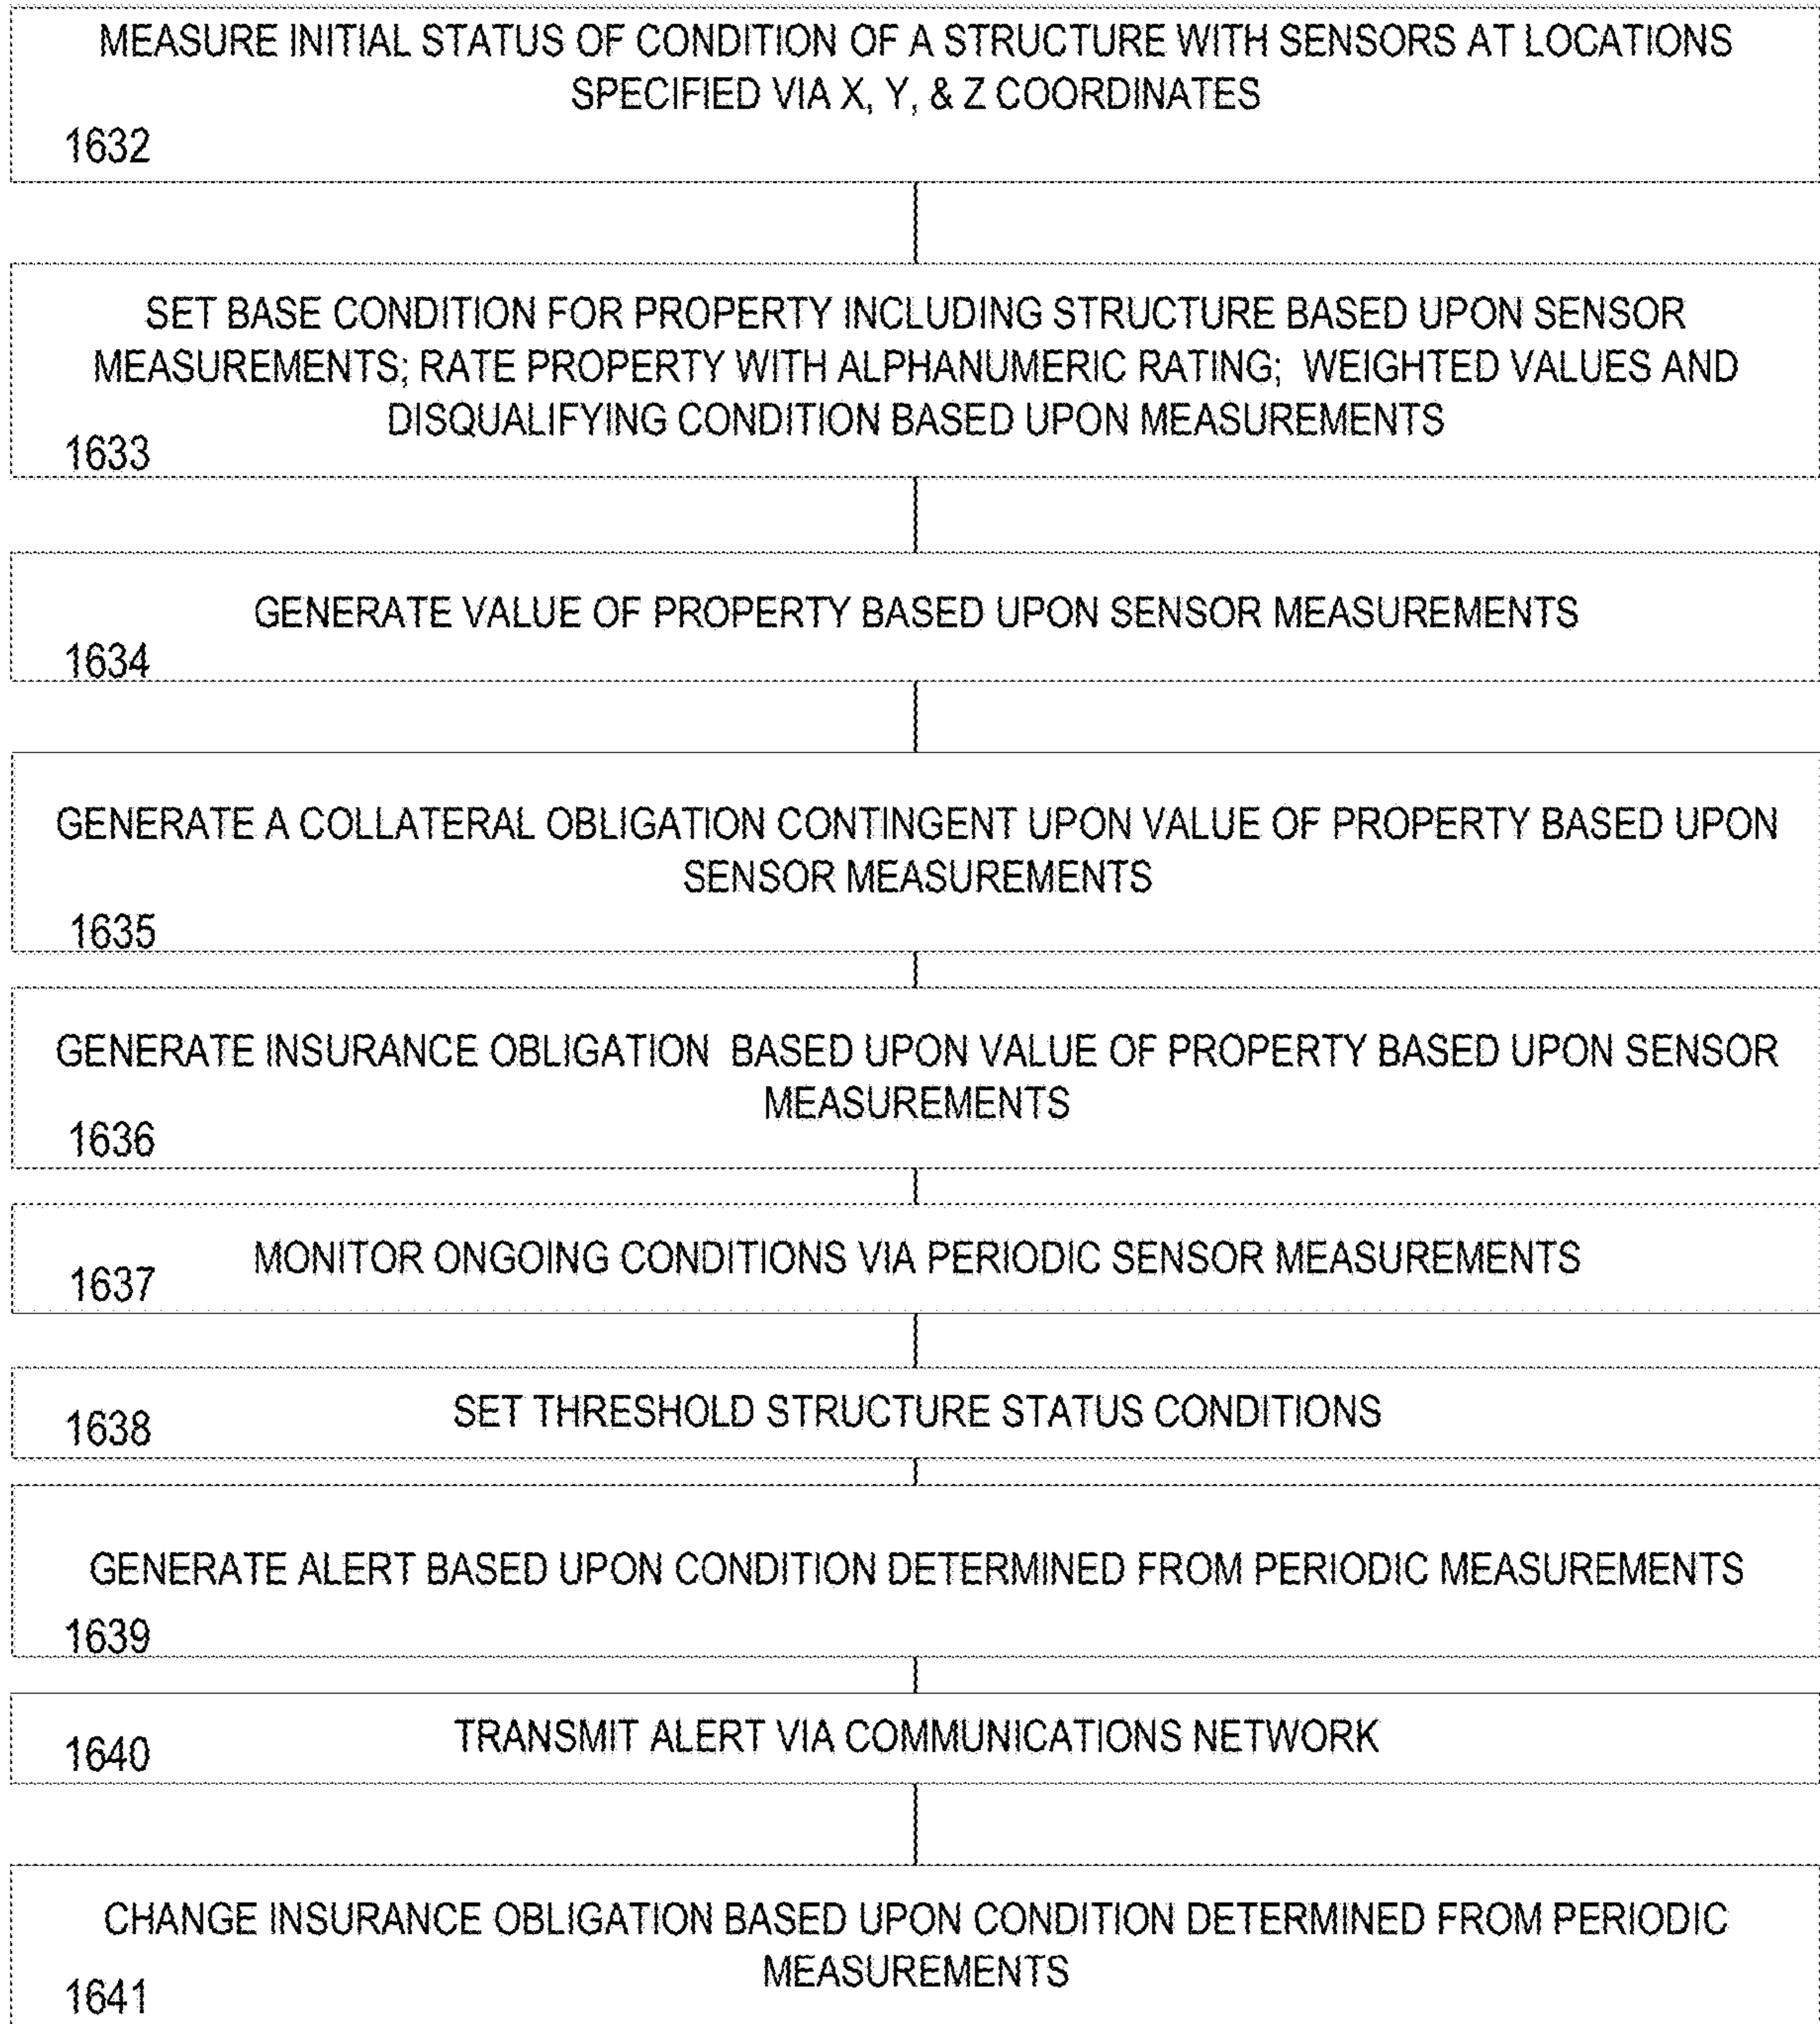 MEASURE INITIAL STATUS OF CONDITION OF A STRUCTURE WITH SENSORS AT LOCATIONS
SPECIFIED VIA X, Y, & Z COORDINATES
1632
SET BASE CONDITION FOR PROPERTY INCLUDING STRUCTURE BASED UPON SENSOR
MEASUREMENTS; RATE PROPERTY WITH ALPHANUMERIC RATING; WEIGHTED VALUES AND
DISQUALIFYING CONDITION BASED UPON MEASUREMENTS
1633
GENERATE VALUE OF PROPERTY BASED UPON SENSOR MEASUREMENTS
1634
GENERATE A COLLATERAL OBLIGATION CONTINGENT UPON VALUE OF PROPERTY BASED UPON
SENSOR MEASUREMENTS
1635
GENERATE INSURANCE OBLIGATION BASED UPON VALUE OF PROPERTY BASED UPON SENSOR
MEASUREMENTS
1636
MONITOR ONGOING CONDITIONS VIA PERIODIC SENSOR MEASUREMENTS
1637
SET THRESHOLD STRUCTURE STATUS CONDITIONS
1638
GENERATE ALERT BASED UPON CONDITION DETERMINED FROM PERIODIC MEASUREMENTS
1639
TRANSMIT ALERT VIA COMMUNICATIONS NETWORK
1640
CHANGE INSURANCE OBLIGATION BASED UPON CONDITION DETERMINED FROM PERIODIC
MEASUREMENTS
1641